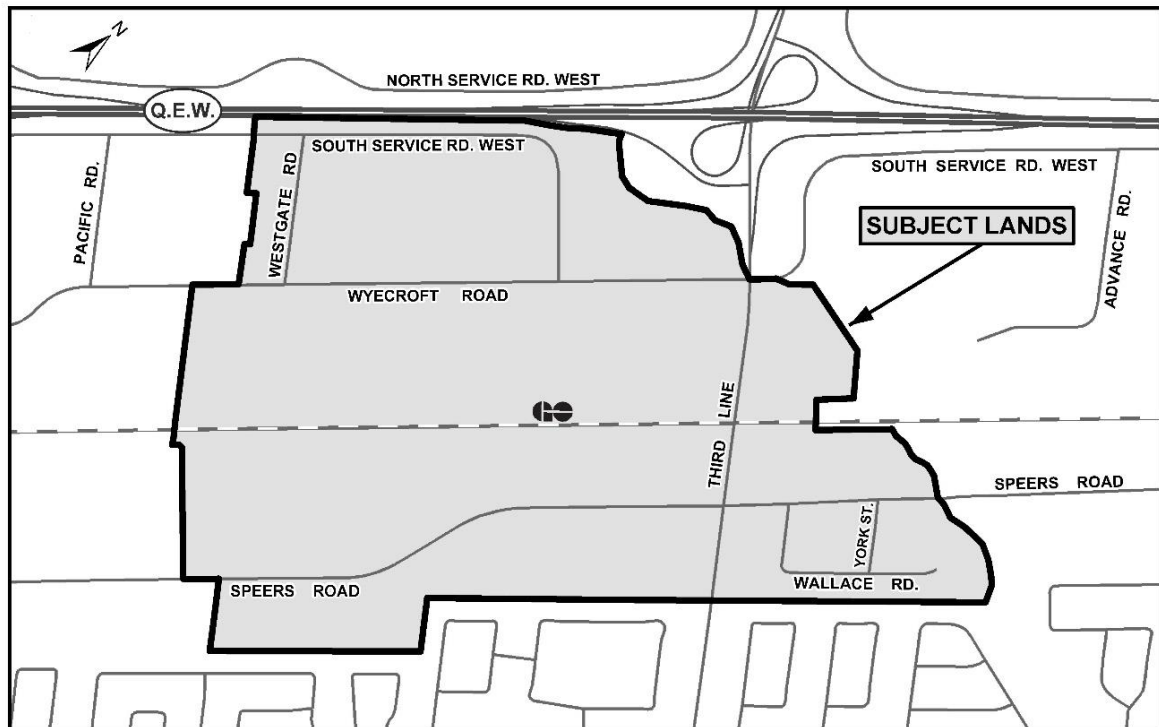 N
NORTH SERVICE RD. WEST
Q.E.W.
SOUTH SERVICE RD. WEST
SOUTH SERVICE RD. WEST
PACIFIC RD.
WESTGATE RD
SUBJECT LANDS
ADVANCE RD.
WYECROFT ROAD
GO
THIRD LINE
SPEERS ROAD
YORK ST.
WALLACE RD.
SPEERS ROAD